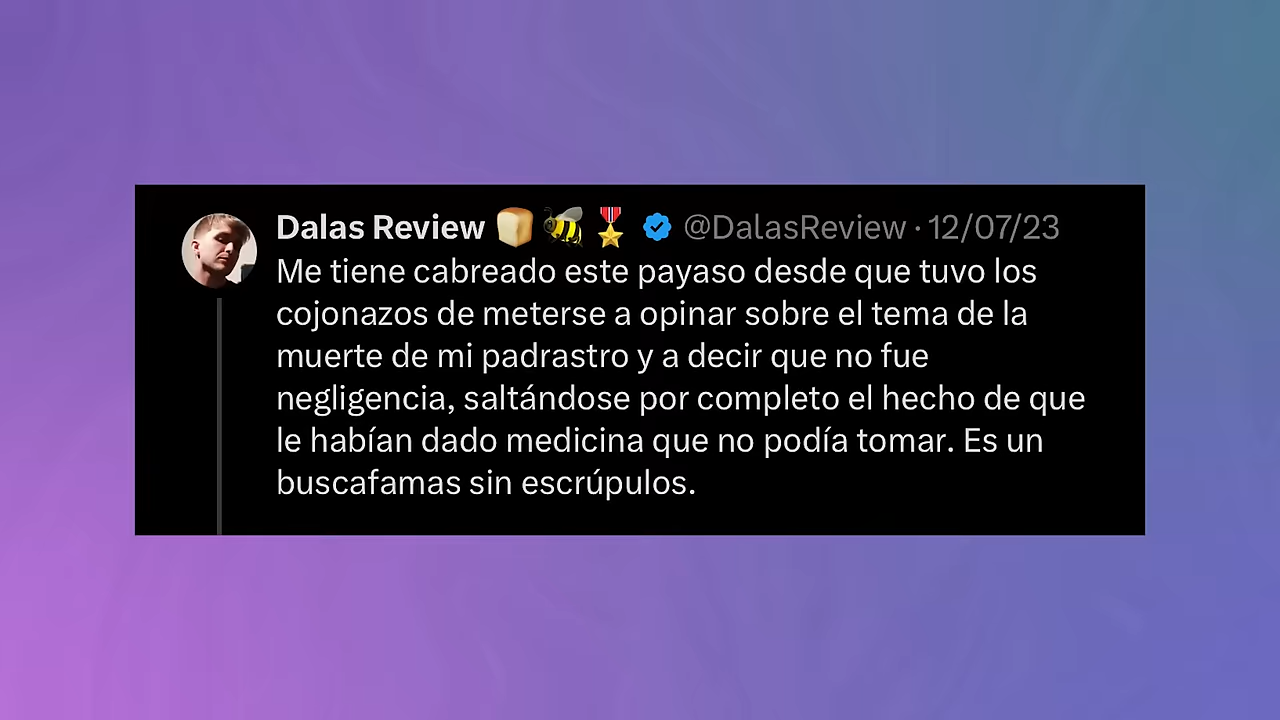 Dalas Review 🍞🐝🎖️ @DalasReview · 12/07/23
Me tiene cabreado este payaso desde que tuvo los
cojonazos de meterse a opinar sobre el tema de la
muerte de mi padrastro y a decir que no fue
negligencia, saltándose por completo el hecho de que
le habían dado medicina que no podía tomar. Es un
buscafamas sin escrúpulos.